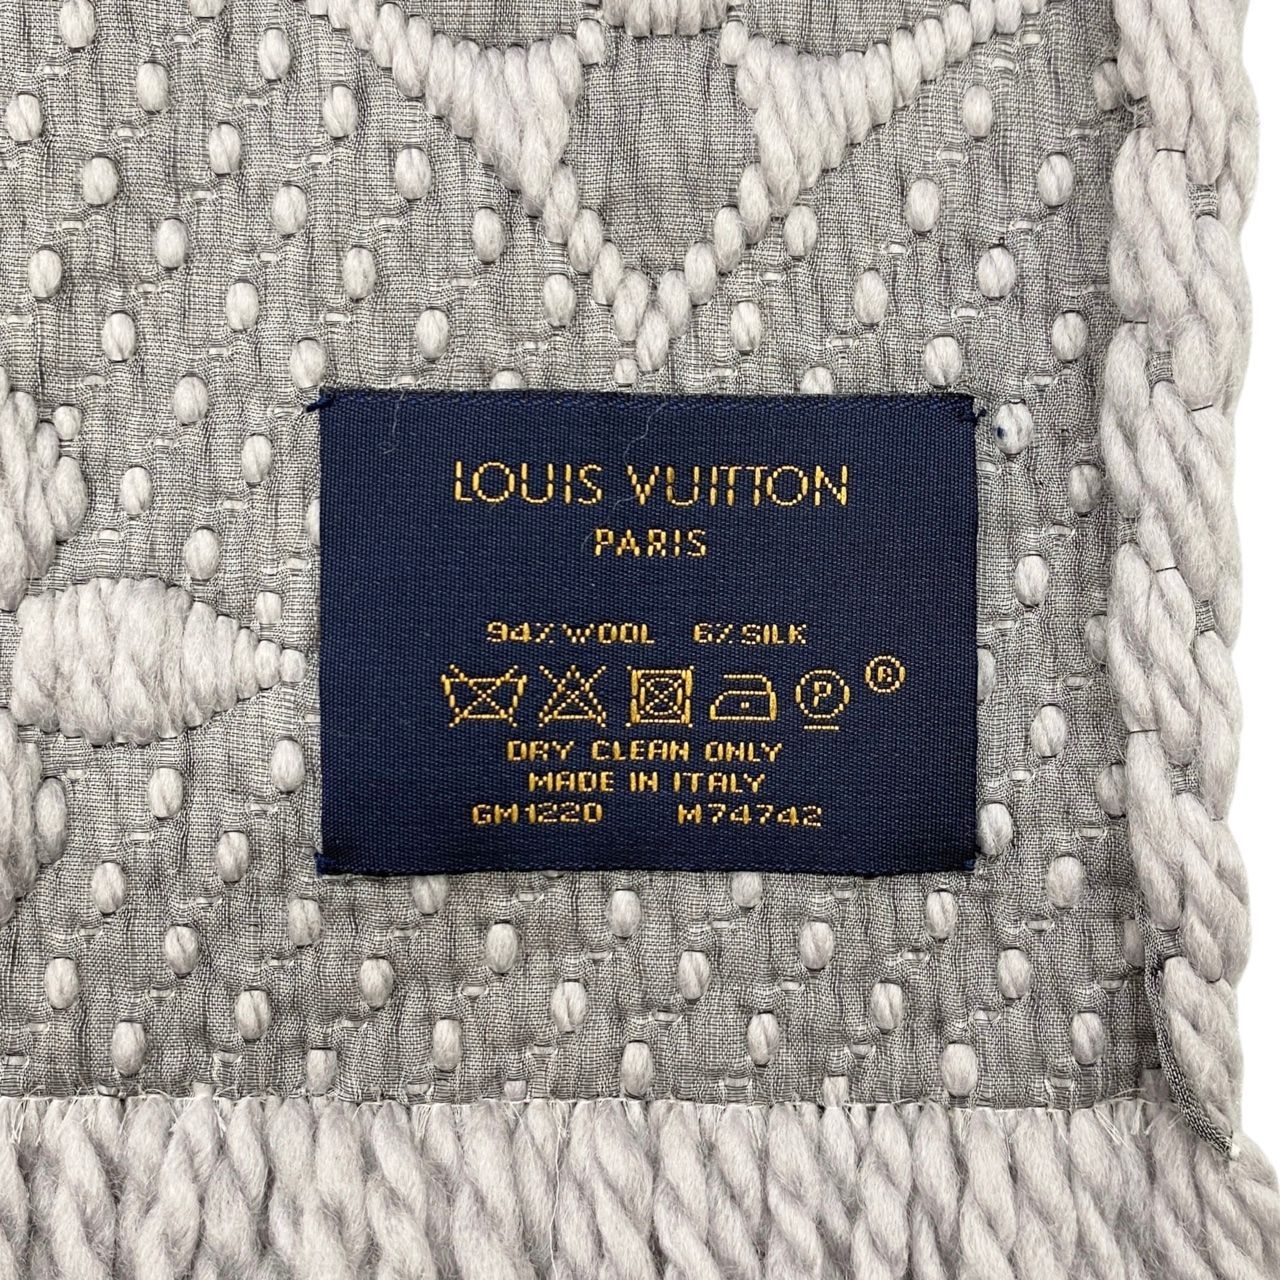 LOUIS VUITTON
PARIS
94% WOOL 6% SILK
P ®
DRY CLEAN ONLY
MADE IN ITALY
GM1220 M74742